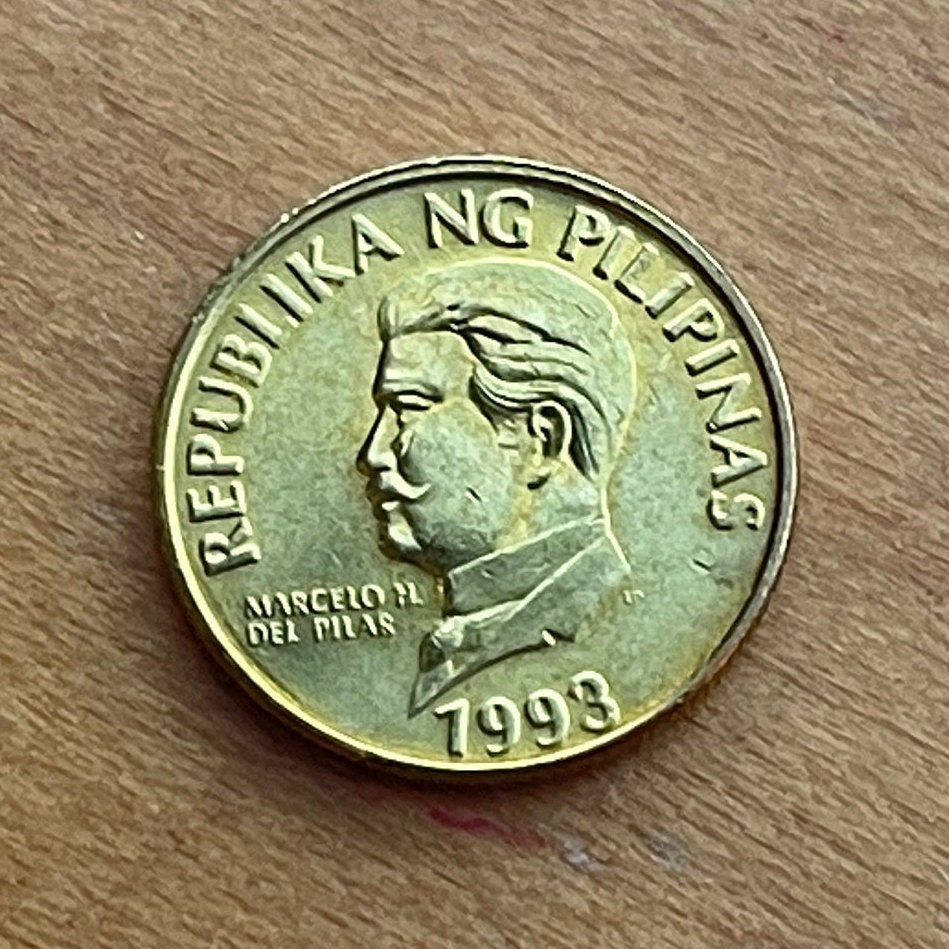 REPUBLIKA NG PILIPINAS
MARCELO H.
DEL PILAR
1993